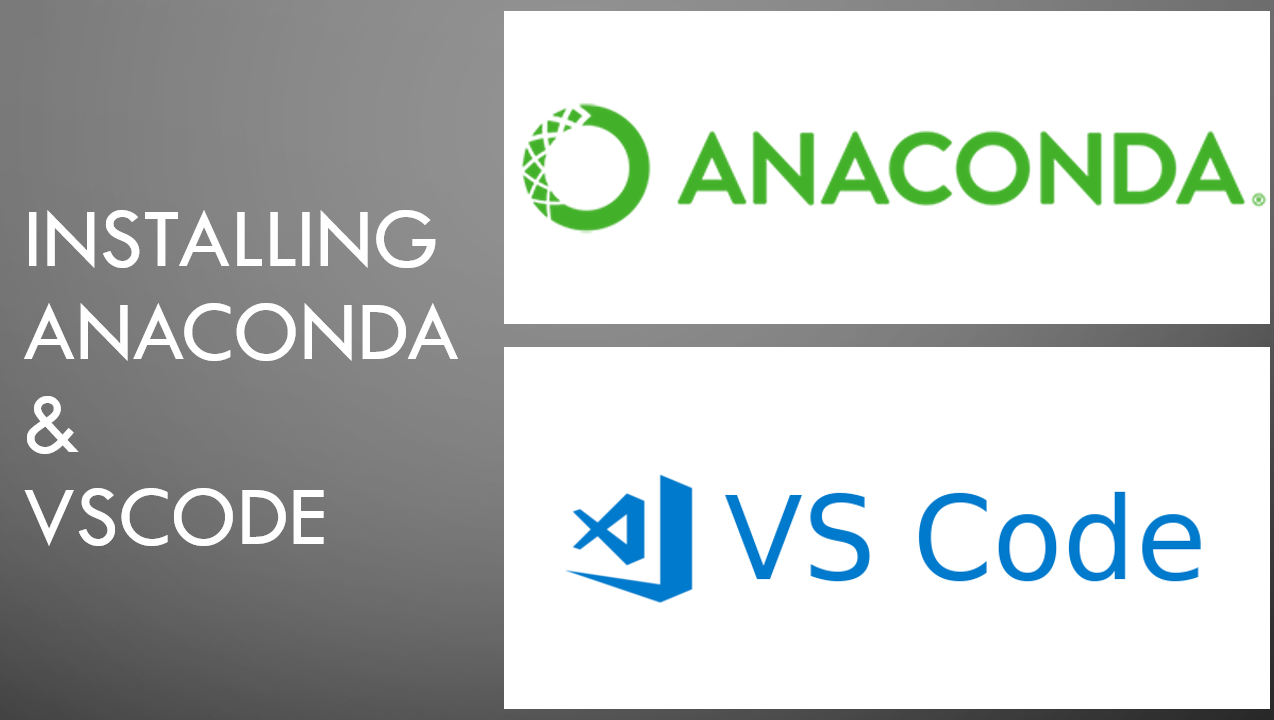 INSTALLING
ANACONDA
&
VSCODE
ANACONDA®
VS Code